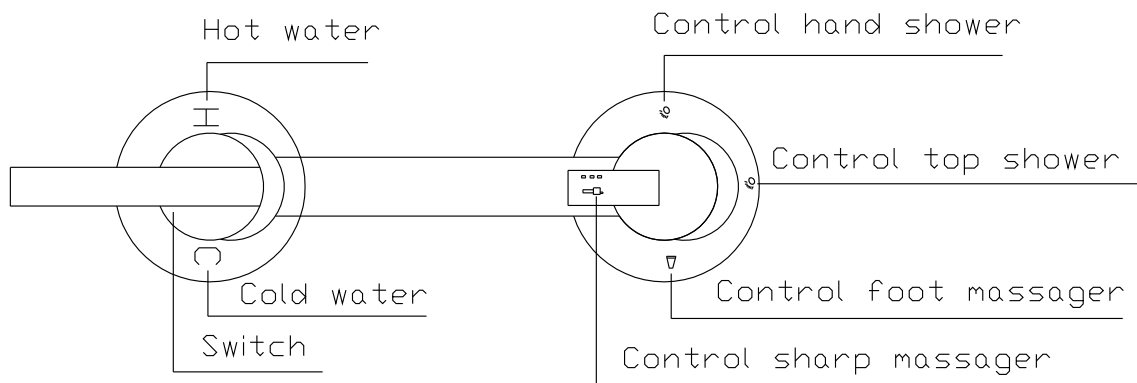 Hot water
Control hand shower
Control top shower
Cold water
Control foot massager
Switch
Control sharp massager